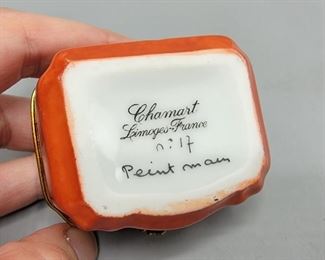 Chamart
Limoges-France
n° 17
Peint main